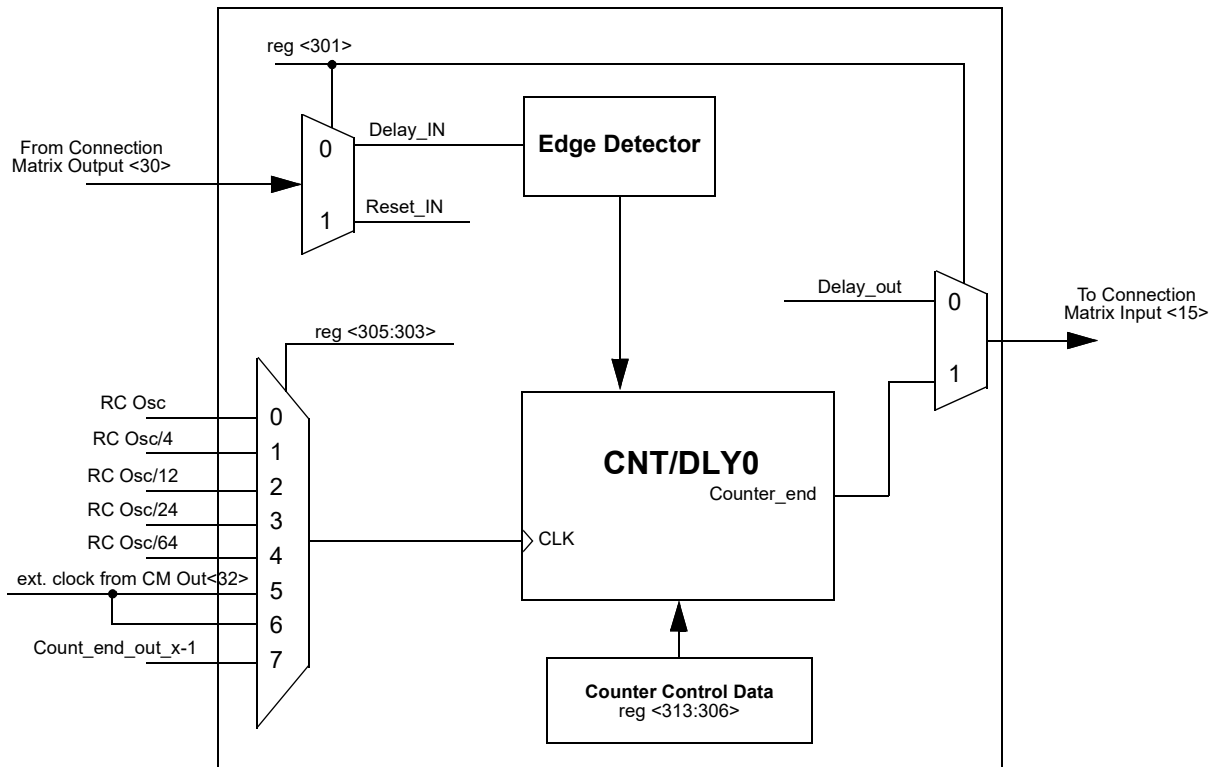 reg <301>
From Connection
Matrix Output <30>
0
1
Delay_IN
Reset_IN
Edge Detector
Delay_out
0
1
To Connection
Matrix Input <15>
reg <305:303>
RC Osc
RC Osc/4
RC Osc/12
RC Osc/24
RC Osc/64
ext. clock from CM Out<32>
Count_end_out_x-1
0
1
2
3
4
5
6
7
CNT/DLY0
Counter_end
CLK
Counter Control Data
reg <313:306>